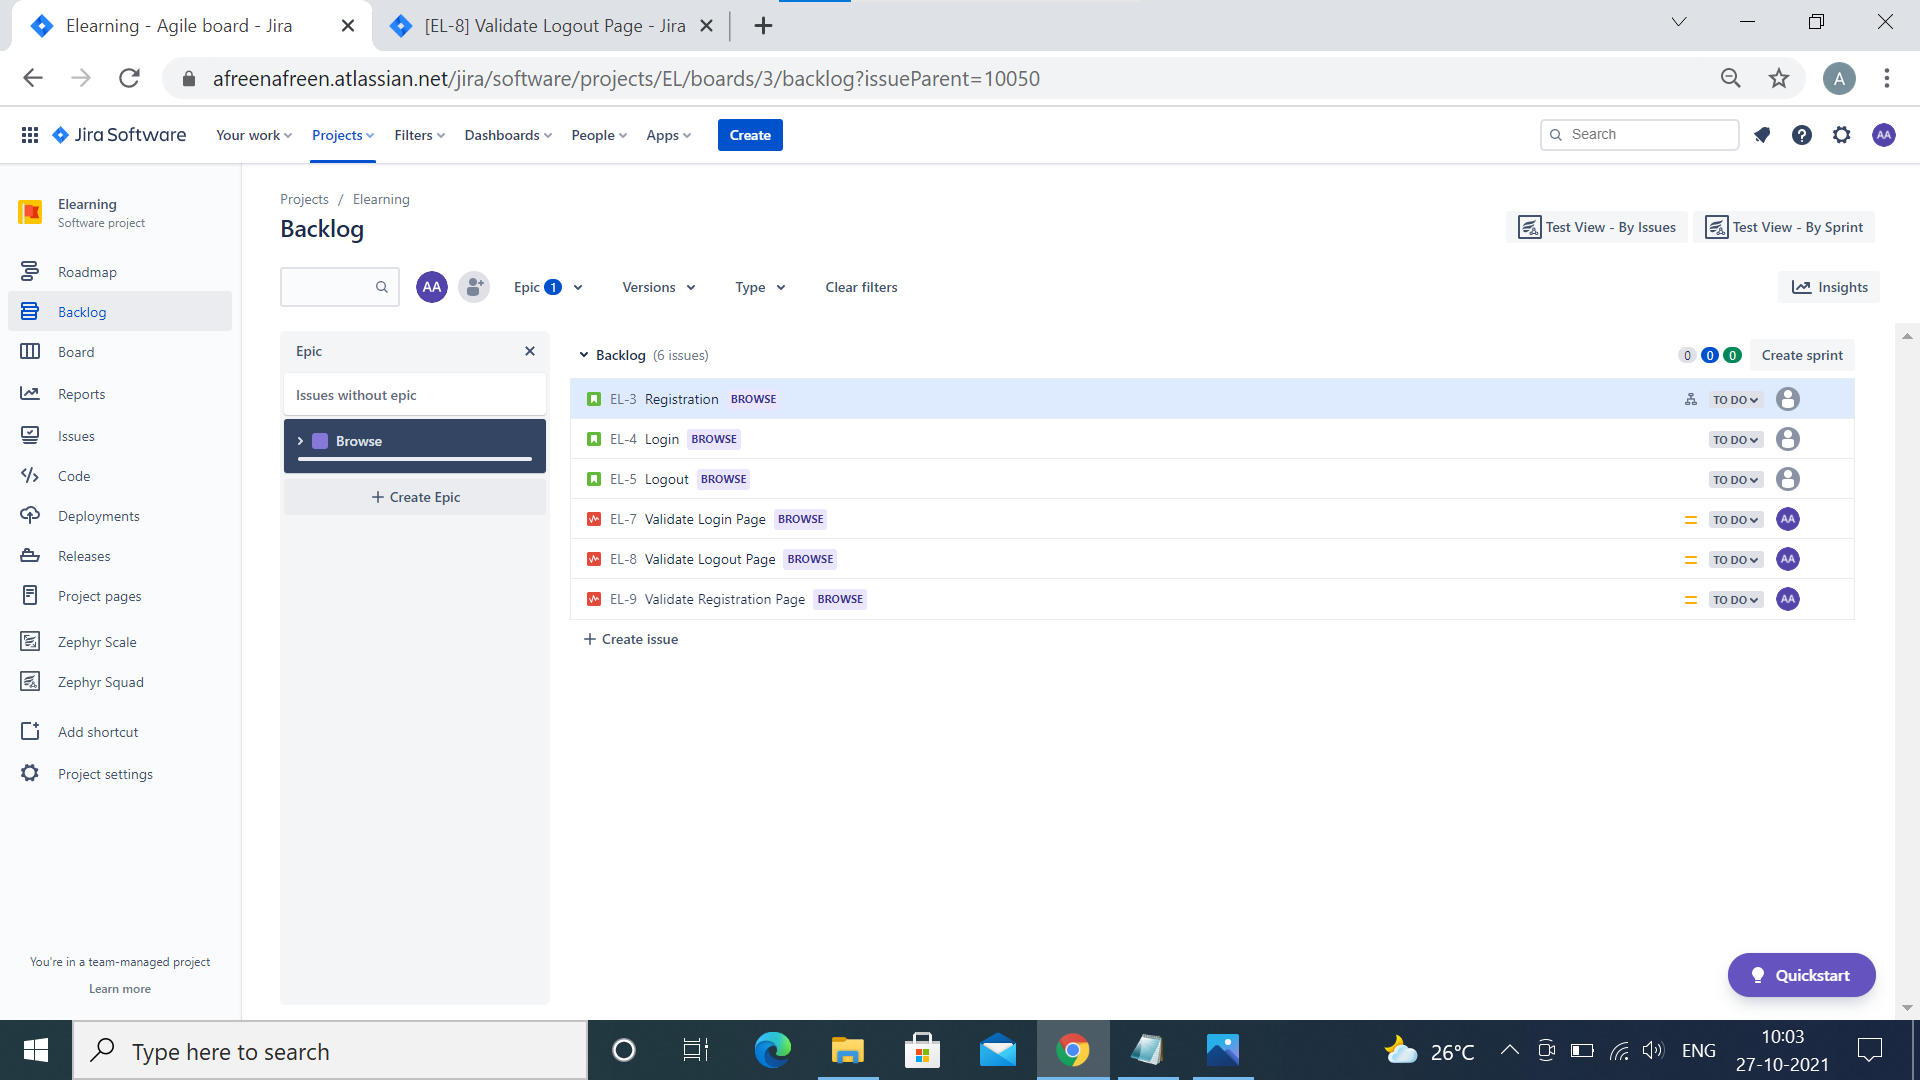 Elearning - Agile board - Jira
[EL-8] Validate Logout Page - Jira
afreenafreen.atlassian.net/jira/software/projects/EL/boards/3/backlog?issueParent=10050
A
Jira Software
Your work
Projects
Filters
Dashboards
People
Apps
Create
Search
AA
Elearning
Software project
Roadmap
Backlog
Board
Reports
Issues
Code
Deployments
Releases
Project pages
Zephyr Scale
Zephyr Squad
Add shortcut
Project settings
You're in a team-managed project
Learn more
Projects / Elearning
Backlog
Test View - By Issues
Test View - By Sprint
AA
Epic 1
Versions
Type
Clear filters
Insights
Epic
Issues without epic
Browse
+ Create Epic
Backlog (6 issues)
0 0 0
Create sprint
EL-3 Registration BROWSE TO DO
EL-4 Login BROWSE TO DO
EL-5 Logout BROWSE TO DO
EL-7 Validate Login Page BROWSE TO DO AA
EL-8 Validate Logout Page BROWSE TO DO AA
EL-9 Validate Registration Page BROWSE TO DO AA
+ Create issue
Quickstart
Type here to search
26°C
ENG
10:03
27-10-2021